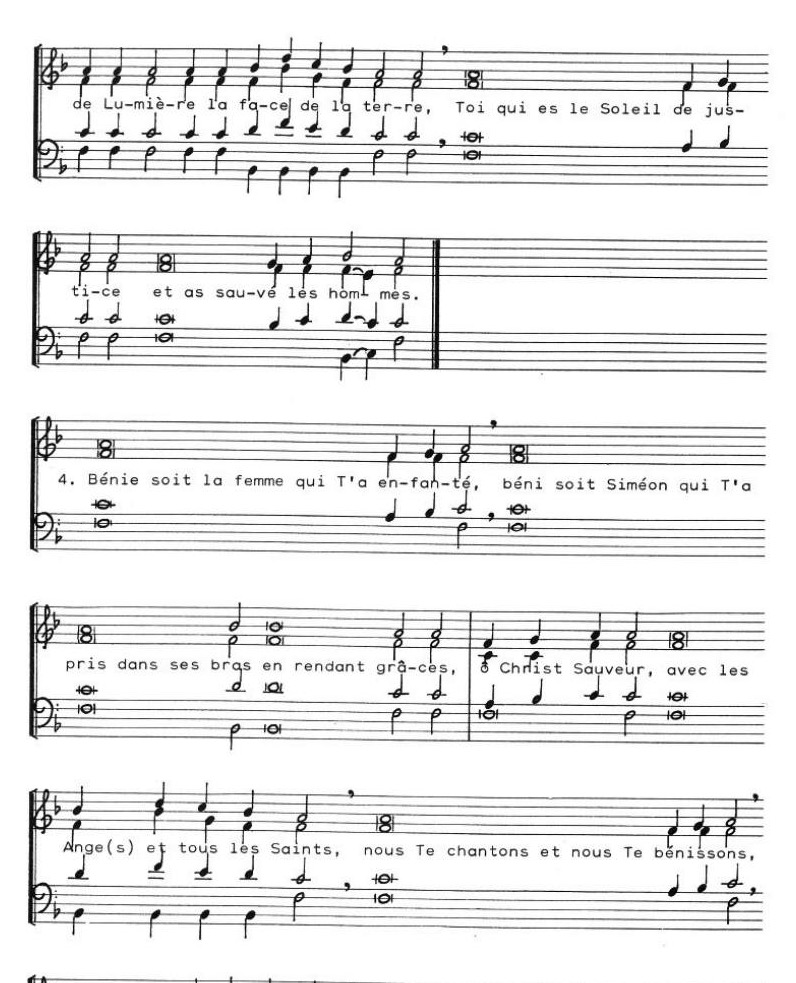 de Lu-miè-re la fa-ce de la ter-re, Toi qui es le Soleil de jus-
ti-ce et as sau-vé les hom- mes.
4. Bénie soit la femme qui T'a en-fan-té, béni soit Siméon qui T'a
pris dans ses bras en rendant grâ-ces, ô Christ Sauveur, avec les
Ange(s) et tous les Saints, nous Te chantons et nous Te bénissons,